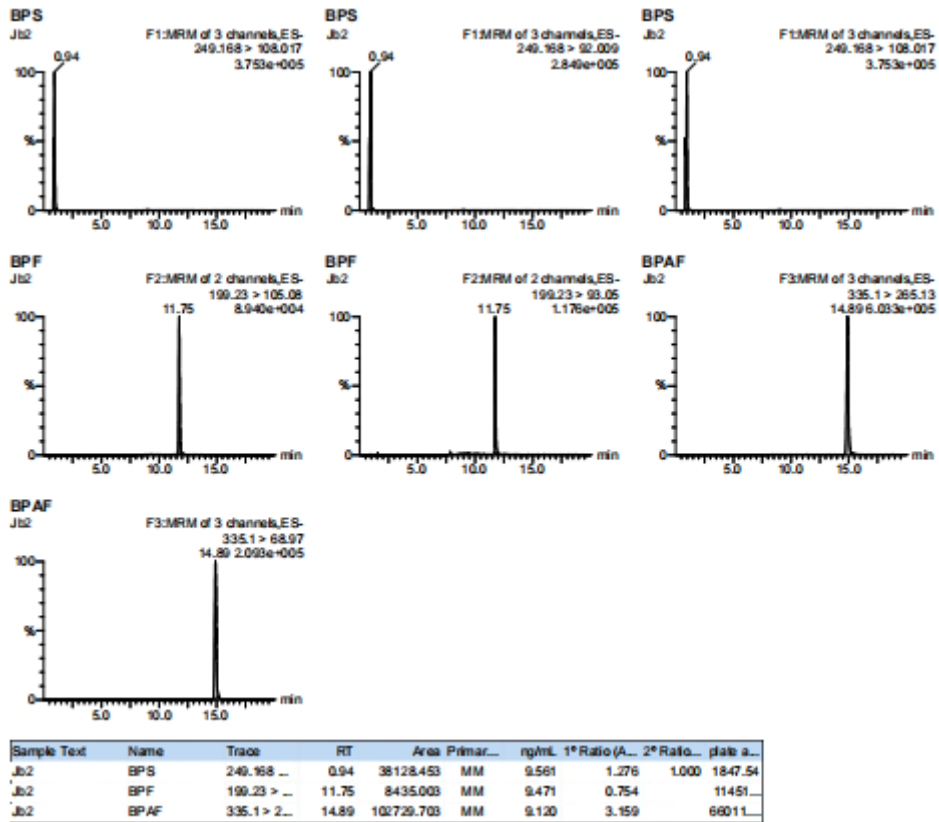 BPS
Jb2
F1:MRM of 3 channels,ES-
249.168 > 108.017
3.753e+005
0.94
100
%
0
5.0 10.0 15.0 min
BPS
Jb2
F1:MRM of 3 channels,ES-
249.168 > 92.009
2.849e+005
0.94
100
%
0
5.0 10.0 15.0 min
BPS
Jb2
F1:MRM of 3 channels,ES-
249.168 > 108.017
3.753e+005
0.94
100
%
0
5.0 10.0 15.0 min
BPF
Jb2
F2:MRM of 2 channels,ES-
199.23 > 105.08
11.75 8.940e+004
100
%
0
5.0 10.0 15.0 min
BPF
Jb2
F2:MRM of 2 channels,ES-
199.23 > 93.05
11.75 1.176e+005
100
%
0
5.0 10.0 15.0 min
BPAF
Jb2
F3:MRM of 3 channels,ES-
335.1 > 265.13
14.89 6.033e+005
100
%
0
5.0 10.0 15.0 min
BPAF
Jb2
F3:MRM of 3 channels,ES-
335.1 > 68.97
14.89 2.093e+005
100
%
0
5.0 10.0 15.0 min
Sample Text Name Trace RT Area Primar... ng/mL 1º Ratio (A... 2º Ratio... plate a...
Jb2 BPS 249.168 ... 0.94 38128.453 MM 9.561 1.276 1.000 1847.54
Jb2 BPF 199.23 > ... 11.75 8435.003 MM 9.471 0.754 11451....
Jb2 BPAF 335.1 > 2... 14.89 102729.703 MM 9.120 3.159 66011....